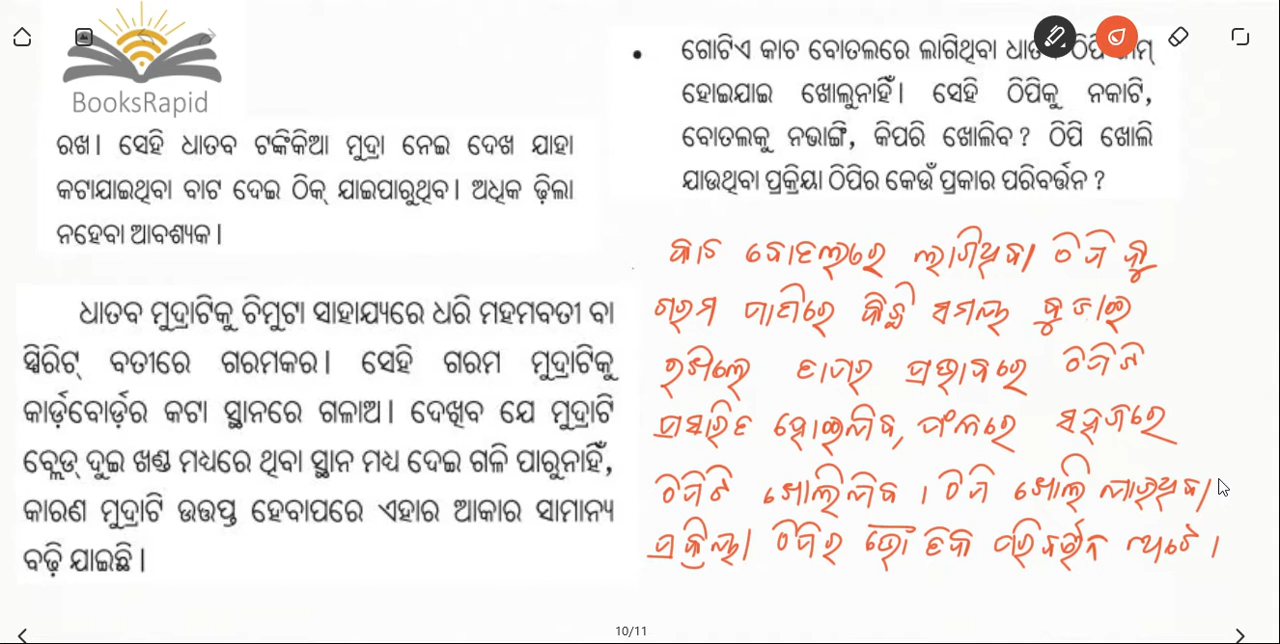 BooksRapid
ରଖ। ସେହି ଧାତବ ଟଙ୍କିକିଆ ମୁଦ୍ରା ନେଇ ଦେଖ ଯାହା
କଟାଯାଇଥିବା ବାଟ ଦେଇ ଠିକ୍ ଯାଇପାରୁଥିବ। ଅଧିକ ଢ଼ିଲା
ନହେବା ଆବଶ୍ୟକ।
ଧାତବ ମୁଦ୍ରାଟିକୁ ଚିମୁଟା ସାହାଯ୍ୟରେ ଧରି ମହମବତୀ ବା
ସ୍ପିରିଟ୍ ବତୀରେ ଗରମକର। ସେହି ଗରମ ମୁଦ୍ରାଟିକୁ
କାର୍ଡ଼ବୋର୍ଡ଼ର କଟା ସ୍ଥାନରେ ଗଳାଅ। ଦେଖିବ ଯେ ମୁଦ୍ରାଟି
ବ୍ଲେଡ୍ ଦୁଇ ଖଣ୍ଡ ମଧ୍ୟରେ ଥିବା ସ୍ଥାନ ମଧ୍ୟ ଦେଇ ଗଳି ପାରୁନାହିଁ,
କାରଣ ମୁଦ୍ରାଟି ଉତ୍ତପ୍ତ ହେବାପରେ ଏହାର ଆକାର ସାମାନ୍ୟ
ବଢ଼ି ଯାଇଛି।
• ଗୋଟିଏ କାଚ ବୋତଲରେ ଲାଗିଥିବା ଠିପି
ହୋଇଯାଇ ଖୋଲୁନାହିଁ। ସେହି ଠିପିକୁ ନକାଟି,
ବୋତଲକୁ ନଭାଙ୍ଗି, କିପରି ଖୋଲିବ? ଠିପି ଖୋଲି
ଯାଉଥିବା ପ୍ରକ୍ରିୟା ଠିପିର କେଉଁ ପ୍ରକାର ପରିବର୍ତ୍ତନ?
କାଚ ବୋତଲରେ ଲାଗିଥିବା ଠିପି କୁ
ଗରମ ପାଣିରେ କିଛି ସମୟ ବୁଡାଇ
ରଖିଲେ ତାପର ପ୍ରଭାବରେ ଠିପିଟି
ପ୍ରସାରିତ ହୋଇଯିବ, ଫଳରେ ସହଜରେ
ଠିପିଟି ଖୋଲିଯିବ । ଠିପି ଖୋଲି ଯାଉଥିବା
ପ୍ରକ୍ରିୟା ଠିପିର ଭୌତିକ ପରିବର୍ତ୍ତନ ଅଟେ ।
10/11